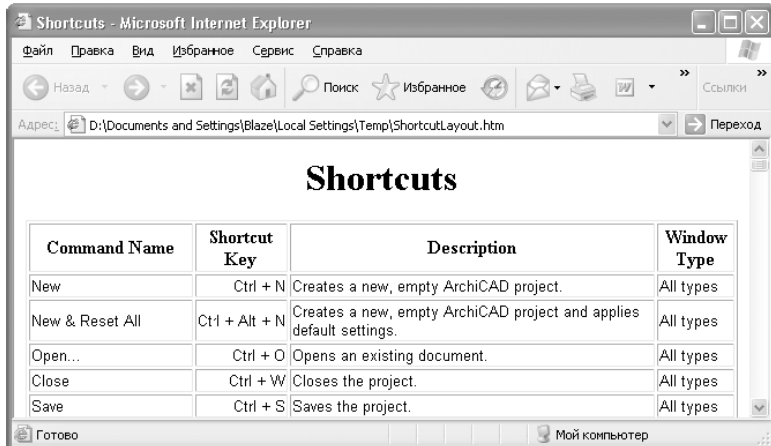 Shortcuts - Microsoft Internet Explorer
Файл Правка Вид Избранное Сервис Справка
Назад Поиск Избранное Ссылки
Адрес: D:\Documents and Settings\Blaze\Local Settings\Temp\ShortcutLayout.htm Переход
Shortcuts
Command Name Shortcut Key Description Window Type
New Ctrl + N Creates a new, empty ArchiCAD project. All types
New & Reset All Ctrl + Alt + N Creates a new, empty ArchiCAD project and applies default settings. All types
Open... Ctrl + O Opens an existing document. All types
Close Ctrl + W Closes the project. All types
Save Ctrl + S Saves the project. All types
Готово Мой компьютер